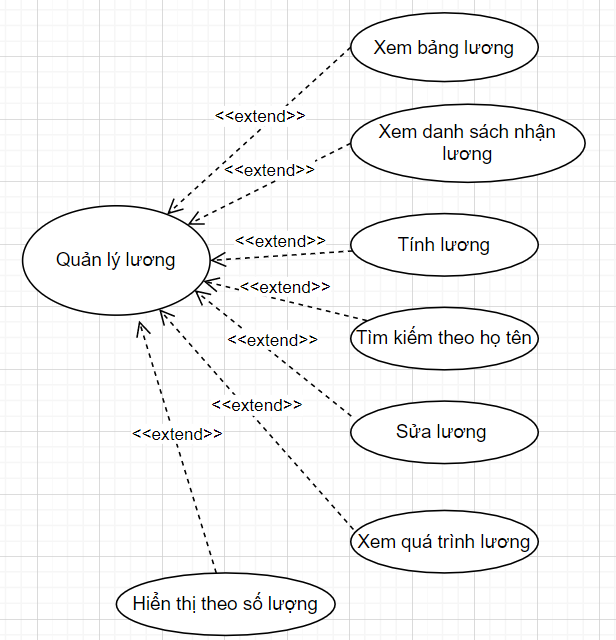 Xem bảng lương
<<extend>>
Xem danh sách nhận
lương
<<extend>>
Quản lý lương
<<extend>>
Tính lương
<<extend>>
Tìm kiếm theo họ tên
<<extend>>
Sửa lương
<<extend>>
<<extend>>
Xem quá trình lương
Hiển thị theo số lượng